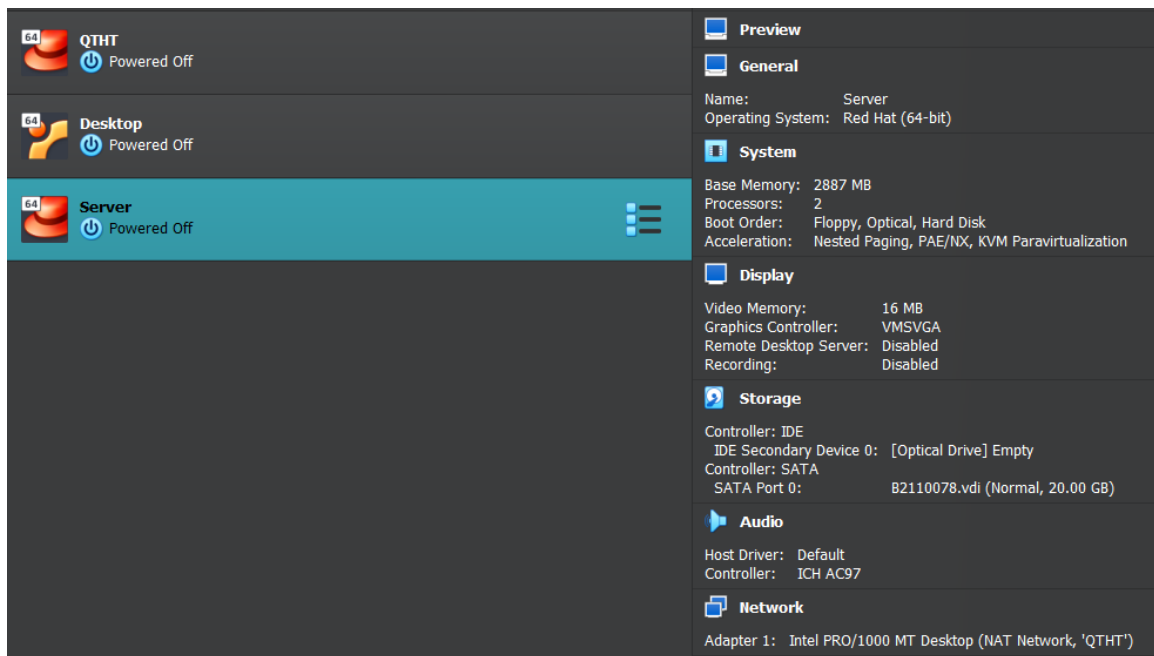 64
QTHT
Powered Off
64
Desktop
Powered Off
64
Server
Powered Off
Preview
General
Name: Server
Operating System: Red Hat (64-bit)
System
Base Memory: 2887 MB
Processors: 2
Boot Order: Floppy, Optical, Hard Disk
Acceleration: Nested Paging, PAE/NX, KVM Paravirtualization
Display
Video Memory: 16 MB
Graphics Controller: VMSVGA
Remote Desktop Server: Disabled
Recording: Disabled
Storage
Controller: IDE
IDE Secondary Device 0: [Optical Drive] Empty
Controller: SATA
SATA Port 0: B2110078.vdi (Normal, 20.00 GB)
Audio
Host Driver: Default
Controller: ICH AC97
Network
Adapter 1: Intel PRO/1000 MT Desktop (NAT Network, 'QTHT')